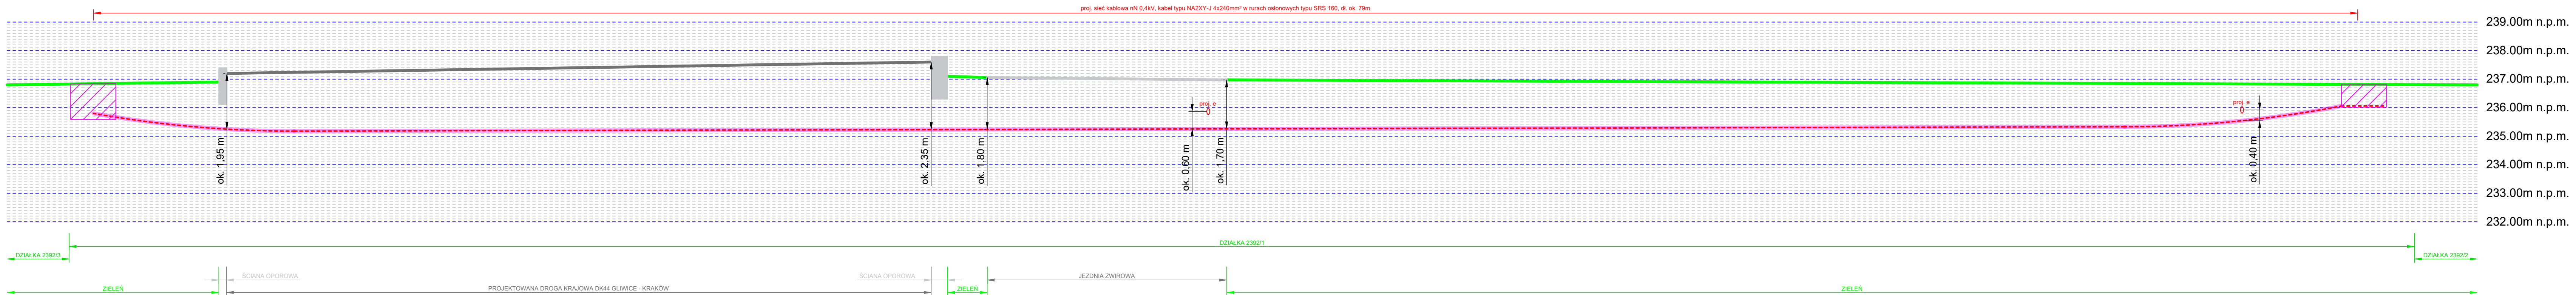 proj. sieć kablowa nN 0,4kV, kabel typu NA2XY-J 4x240mm² w rurach osłonowych typu SRS 160, dł. ok. 79m
239.00m n.p.m.
238.00m n.p.m.
237.00m n.p.m.
236.00m n.p.m.
235.00m n.p.m.
234.00m n.p.m.
233.00m n.p.m.
232.00m n.p.m.
proj. e
proj. e
ok. 1,95 m
ok. 2,35 m
ok. 1,80 m
ok. 0,60 m
ok. 1,70 m
ok. 0,40 m
DZIAŁKA 2392/1
DZIAŁKA 2392/3
DZIAŁKA 2392/2
ŚCIANA OPOROWA
ŚCIANA OPOROWA
JEZDNIA ŻWIROWA
ZIELEŃ
PROJEKTOWANA DROGA KRAJOWA DK44 GLIWICE - KRAKÓW
ZIELEŃ
ZIELEŃ